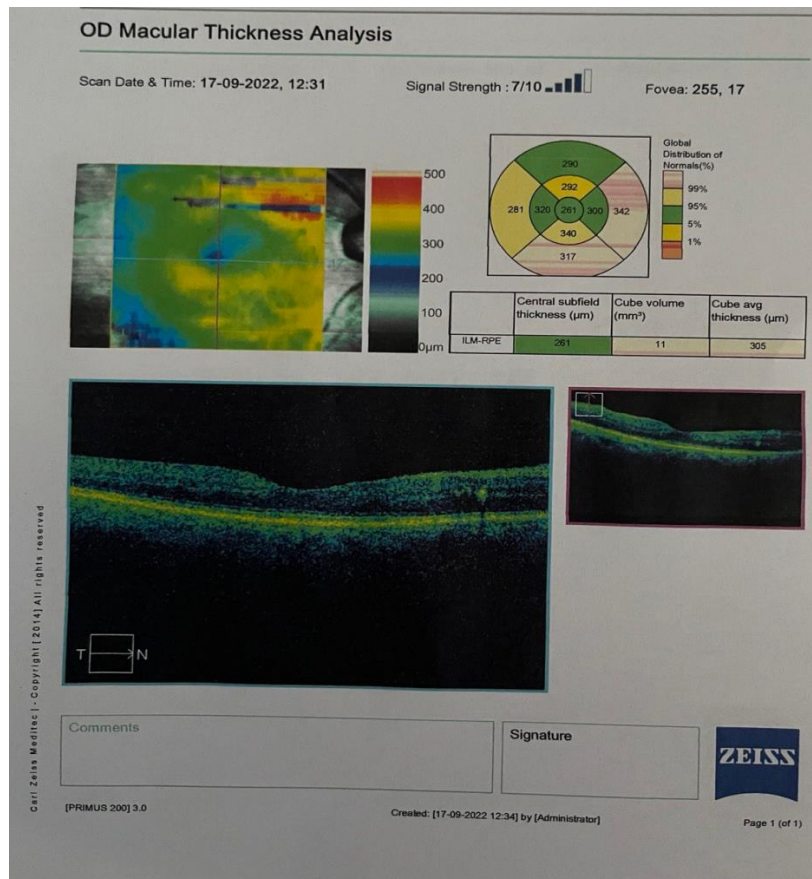 OD Macular Thickness Analysis
Scan Date & Time: 17-09-2022, 12:31 Signal Strength : 7/10 Fovea: 255, 17
Global
Distribution of
Normals(%)
99%
95%
5%
1%
500
400
300
200
100
0µm
290
292
281 320 261 300 342
340
317
Central subfield
thickness (µm)
Cube volume
(mm³)
Cube avg
thickness (µm)
ILM-RPE 261 11 305
T N
Comments
Signature
ZEISS
Carl Zeiss Meditec | - Copyright [2014] All rights reserved
[PRIMUS 200] 3.0 Created: [17-09-2022 12:34] by [Administrator] Page 1 (of 1)